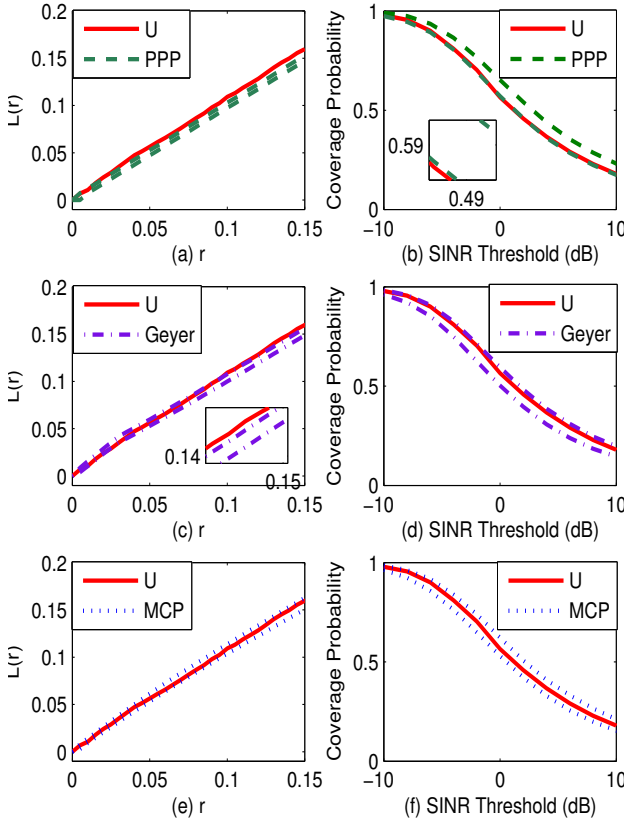 0.2
0.15
0.1
0.05
0
L(r)
U
PPP
0
0.05
0.1
0.15
(a) r
1
0.5
0
Coverage Probability
U
PPP
0.59
0.49
-10
0
10
(b) SINR Threshold (dB)
0.2
0.15
0.1
0.05
0
L(r)
U
Geyer
0.14
0.15
0
0.05
0.1
0.15
(c) r
1
0.5
0
Coverage Probability
U
Geyer
-10
0
10
(d) SINR Threshold (dB)
0.2
0.15
0.1
0.05
0
L(r)
U
MCP
0
0.05
0.1
0.15
(e) r
1
0.5
0
Coverage Probability
U
MCP
-10
0
10
(f) SINR Threshold (dB)